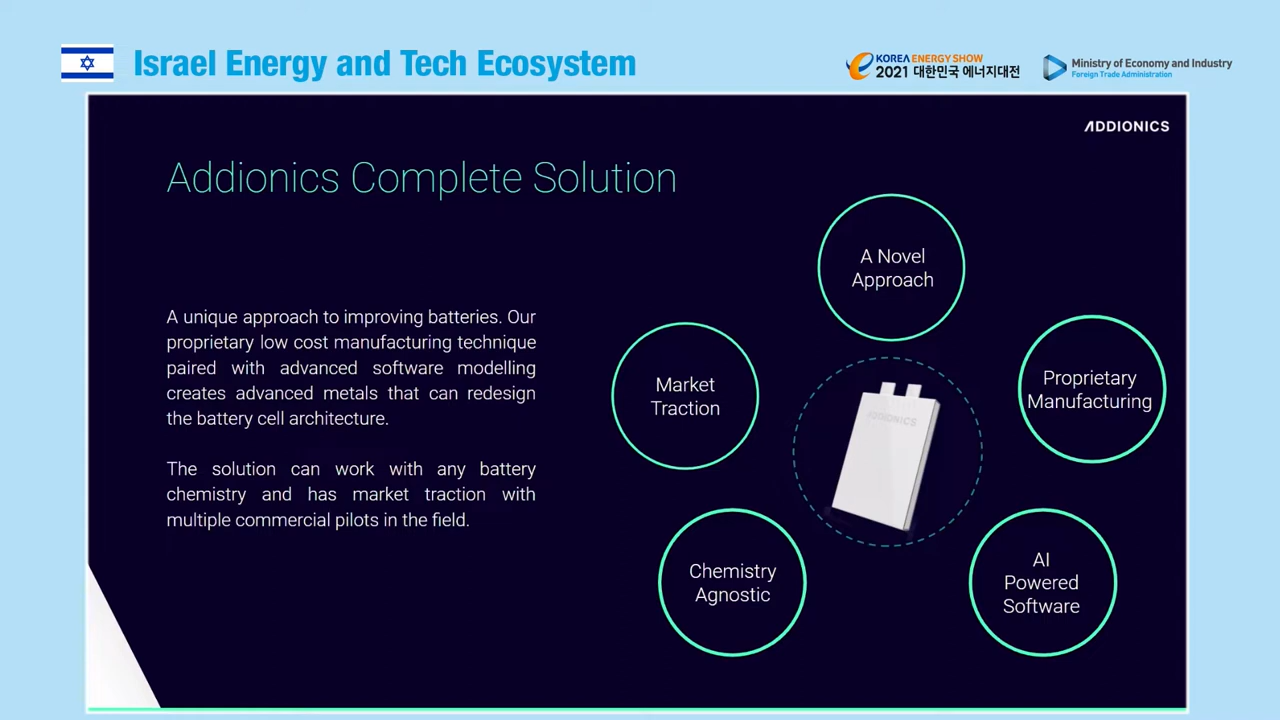 Israel Energy and Tech Ecosystem
KOREA ENERGY SHOW
2021 대한민국 에너지대전
Ministry of Economy and Industry
Foreign Trade Administration
ADDIONICS
Addionics Complete Solution
A unique approach to improving batteries. Our
proprietary low cost manufacturing technique
paired with advanced software modelling
creates advanced metals that can redesign
the battery cell architecture.
The solution can work with any battery
chemistry and has market traction with
multiple commercial pilots in the field.
A Novel
Approach
Market
Traction
Proprietary
Manufacturing
ADDIONICS
Chemistry
Agnostic
AI
Powered
Software